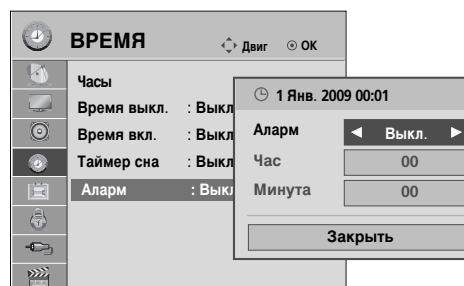 ВРЕМЯ
Двиг ОК
Часы
Время выкл. : Выкл
Время вкл. : Выкл
Таймер сна : Выкл
Аларм : Выкл
1 Янв. 2009 00:01
Аларм ◄ Выкл. ►
Час 00
Минута 00
Закрыть